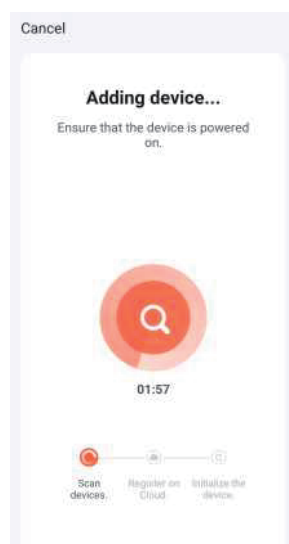 Cancel
Adding device...
Ensure that the device is powered
on.
01:57
Scan
devices.
Register on
Cloud.
Initialize the
device.